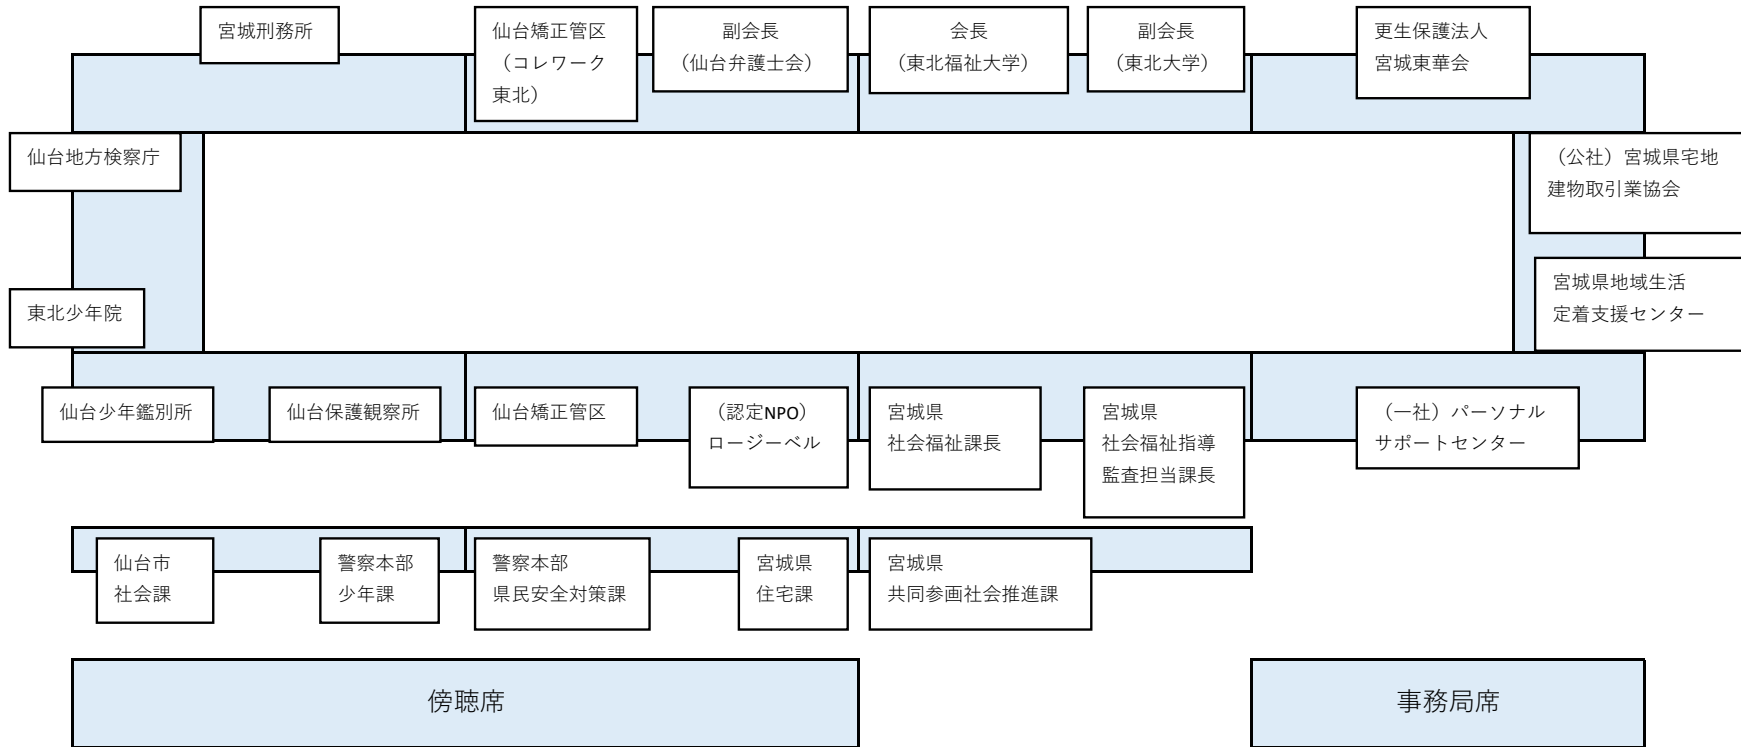 宮城刑務所
仙台矯正管区
（コレワーク
東北）
副会長
（仙台弁護士会）
会長
（東北福祉大学）
副会長
（東北大学）
更生保護法人
宮城東華会
仙台地方検察庁
（公社）宮城県宅地
建物取引業協会
東北少年院
宮城県地域生活
定着支援センター
仙台少年鑑別所
仙台保護観察所
仙台矯正管区
（認定NPO）
ロージーベル
宮城県
社会福祉課長
宮城県
社会福祉指導
監査担当課長
（一社）パーソナル
サポートセンター
仙台市
社会課
警察本部
少年課
警察本部
県民安全対策課
宮城県
住宅課
宮城県
共同参画社会推進課
傍聴席
事務局席